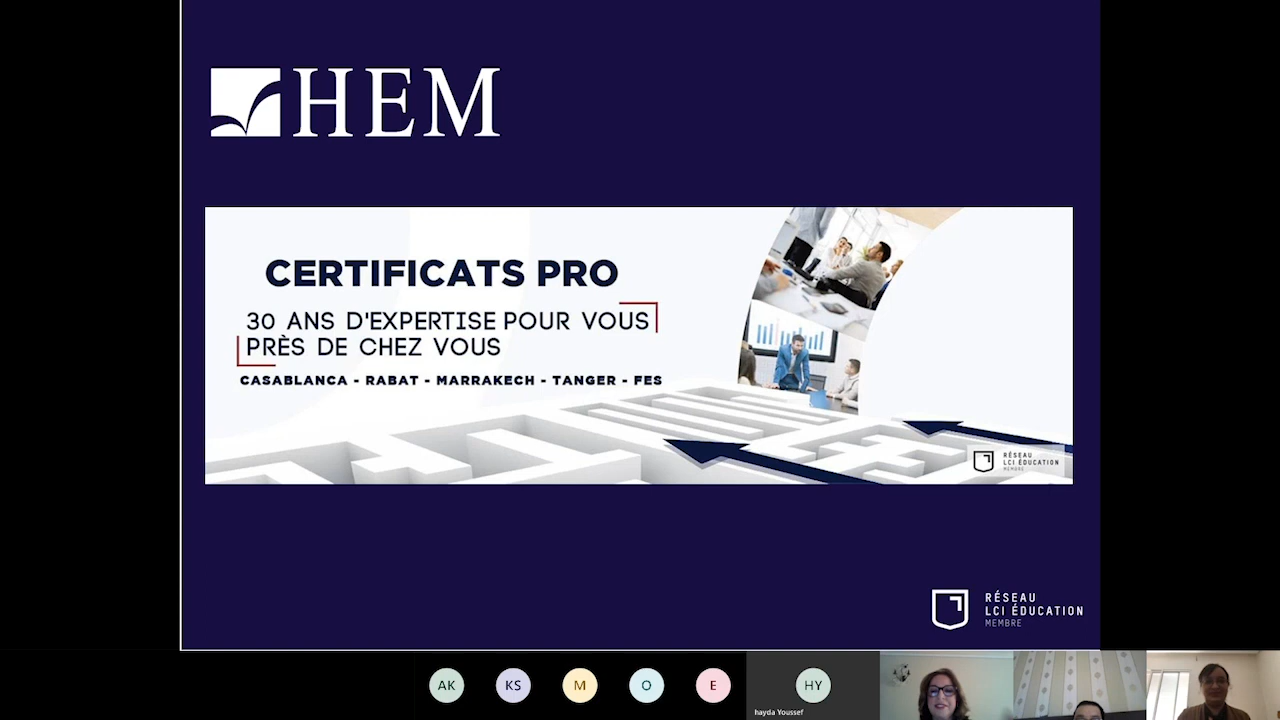 HEM
CERTIFICATS PRO
30 ANS D'EXPERTISE POUR VOUS
PRÈS DE CHEZ VOUS
CASABLANCA - RABAT - MARRAKECH - TANGER - FES
RÉSEAU
LCI ÉDUCATION
MEMBRE
RÉSEAU
LCI ÉDUCATION
MEMBRE
AK
KS
M
O
E
HY
hayda Youssef